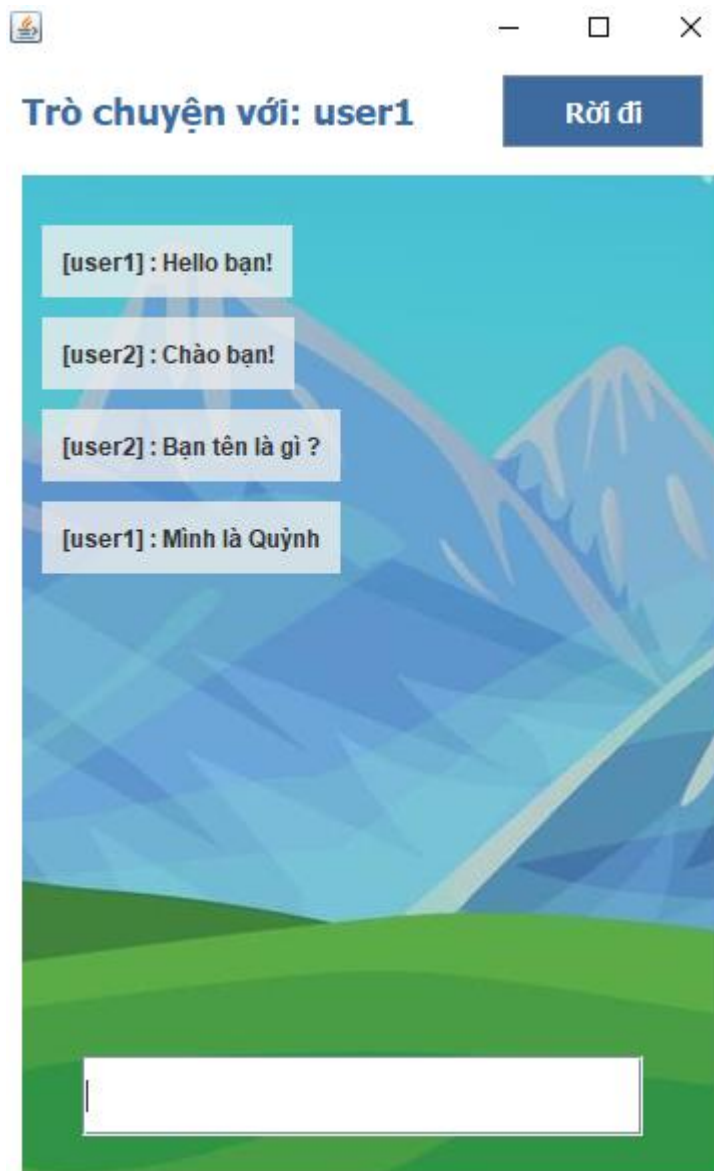 Trò chuyện với: user1
Rời đi
[user1] : Hello bạn!
[user2] : Chào bạn!
[user2] : Bạn tên là gì ?
[user1] : Mình là Quỳnh